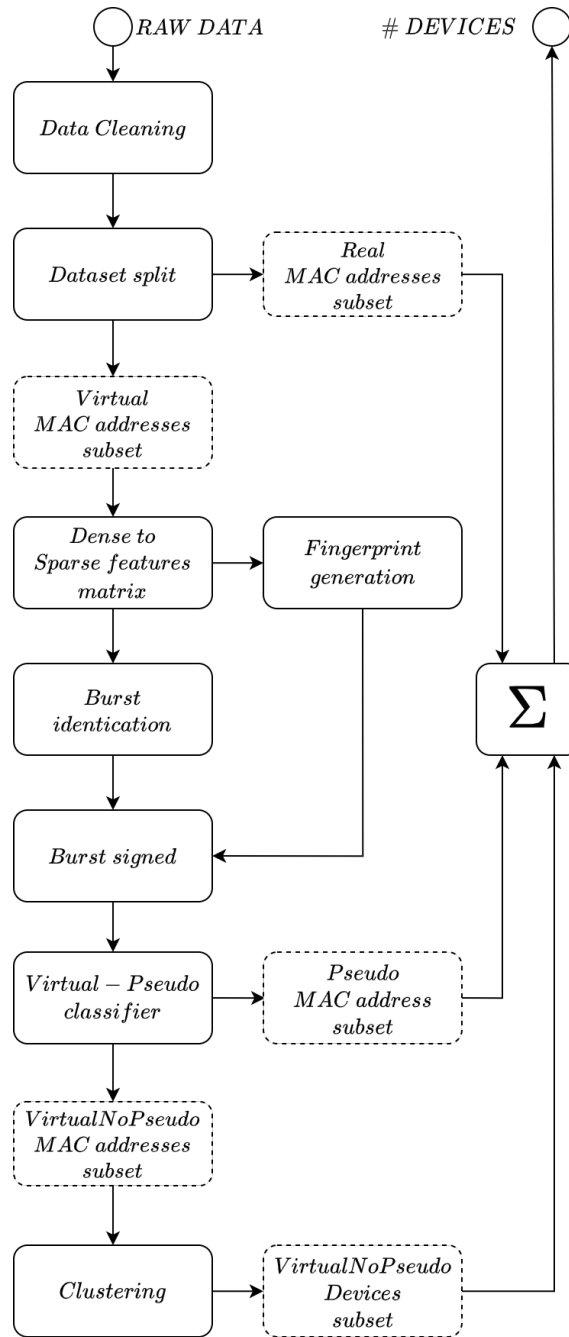 RAW DATA
# DEVICES
Data Cleaning
Dataset split
Real
MAC addresses
subset
Virtual
MAC addresses
subset
Dense to
Sparse features
matrix
Fingerprint
generation
Burst
identication
Σ
Burst signed
Virtual – Pseudo
classifier
Pseudo
MAC address
subset
VirtualNoPseudo
MAC addresses
subset
Clustering
VirtualNoPseudo
Devices
subset